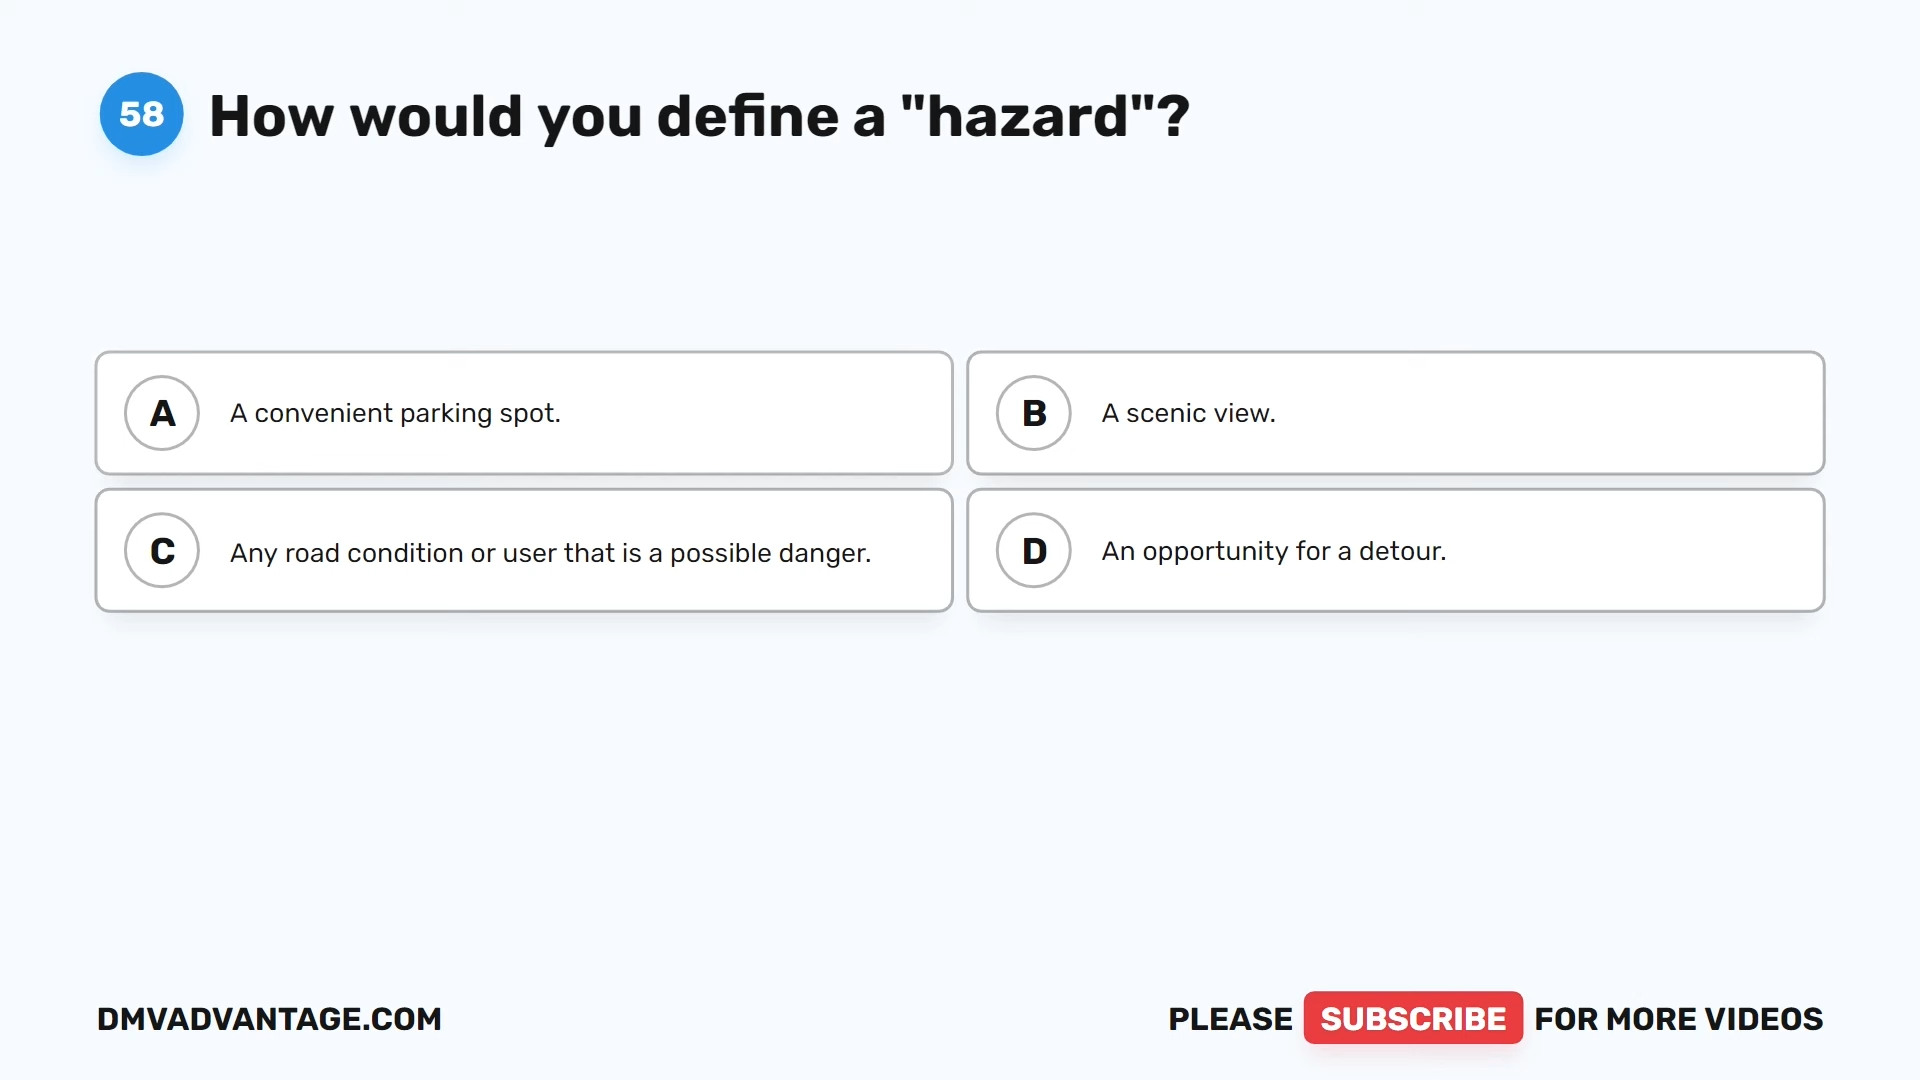 58 How would you define a "hazard"?
A A convenient parking spot.
B A scenic view.
C Any road condition or user that is a possible danger.
D An opportunity for a detour.
DMVADVANTAGE.COM
PLEASE SUBSCRIBE FOR MORE VIDEOS